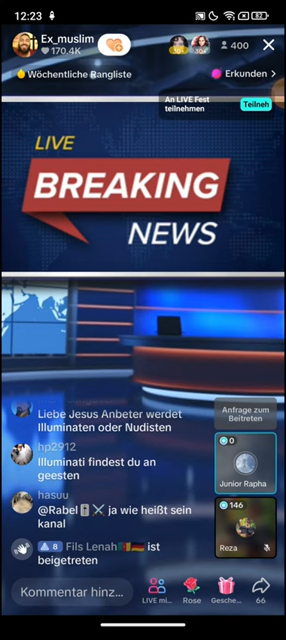 12:23
82
Ex_muslim
170.4K
400
Wöchentliche Rangliste
Erkunden >
An LIVE Fest
teilnehmen
Teilneh
LIVE
BREAKING
NEWS
Liebe Jesus Anbeter werdet
Illuminaten oder Nudisten
hp2912
Illuminati findest du an
geesten
hasuu
@Rabel ja wie heißt sein
kanal
8 Fils Lenah🇵🇹🇩🇪 ist
beigetreten
Anfrage zum
Beitreten
0
Junior Rapha
146
Reza
Kommentar hinz...
LIVE mi...
Rose
Gesche...
66